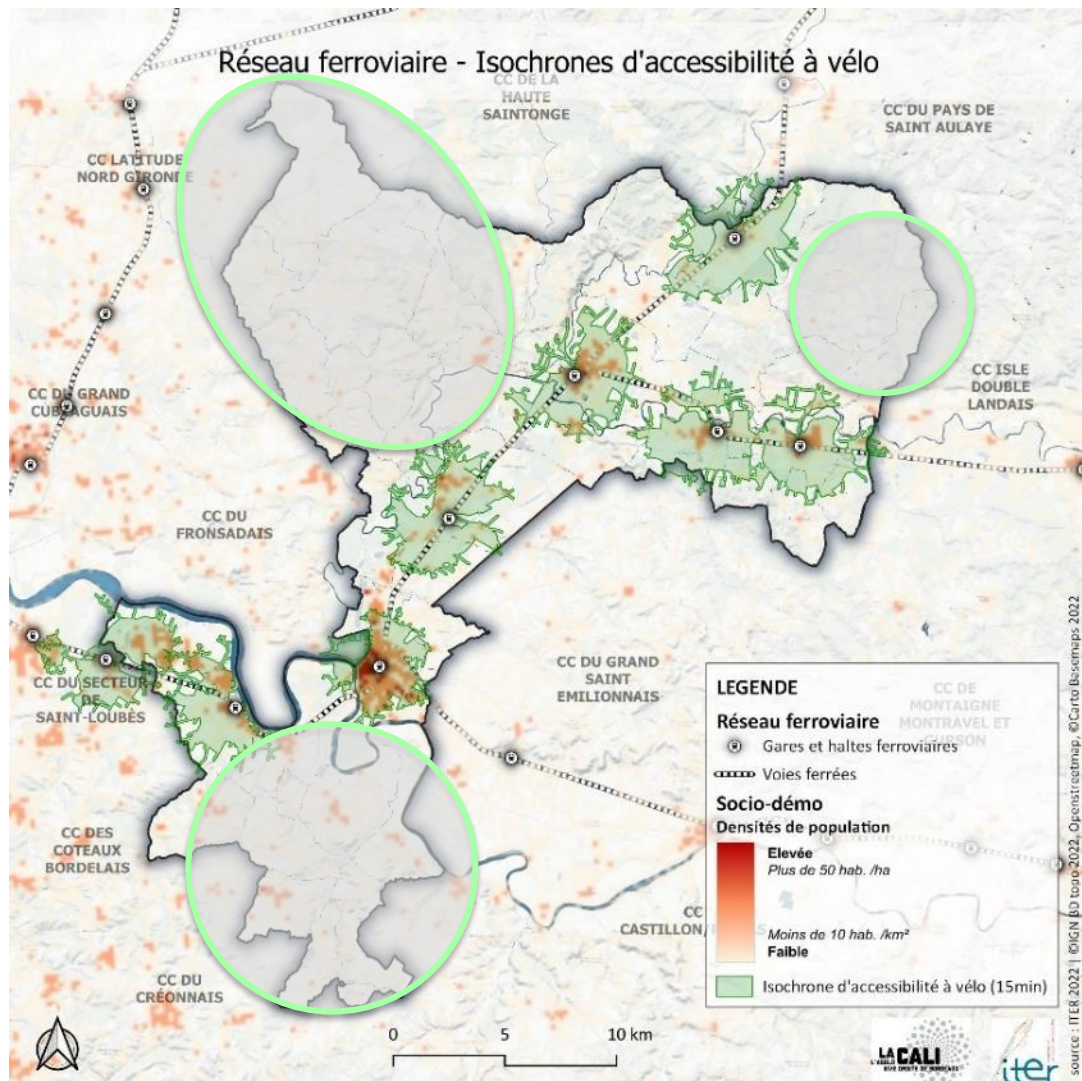 Réseau ferroviaire - Isochrones d'accessibilité à vélo
CC DE LA
HAUTE
SAINTONGE
CC DU PAYS DE
SAINT AULAYE
CC LATITUDE
NORD GIRONDE
CC DU GRAND
CUBZAGUAIS
CC ISLE
DOUBLE
LANDAIS
CC DU
FRONSADAIS
CC DU GRAND
SAINT
EMILIONNAIS
CC DU SECTEUR
DE
SAINT-LOUBÈS
CC DES
COTEAUX
BORDELAIS
CC DU
CRÉONNAIS
CC
CASTILLON/
CC DE
MONTAIGNE
MONTRAVEL ET
GURSON
LEGENDE
Réseau ferroviaire
Gares et haltes ferroviaires
Voies ferrées
Socio-démo
Densités de population
Elevée
Plus de 50 hab. /ha
Moins de 10 hab. /km²
Faible
Isochrone d'accessibilité à vélo (15min)
0 5 10 km
LA CALI
L'AGGLO RIVE DROITE DE BORDEAUX
iter
source : ITER 2022 | ©IGN BD topo 2022, Openstreetmap, ©Carto Basemaps 2022